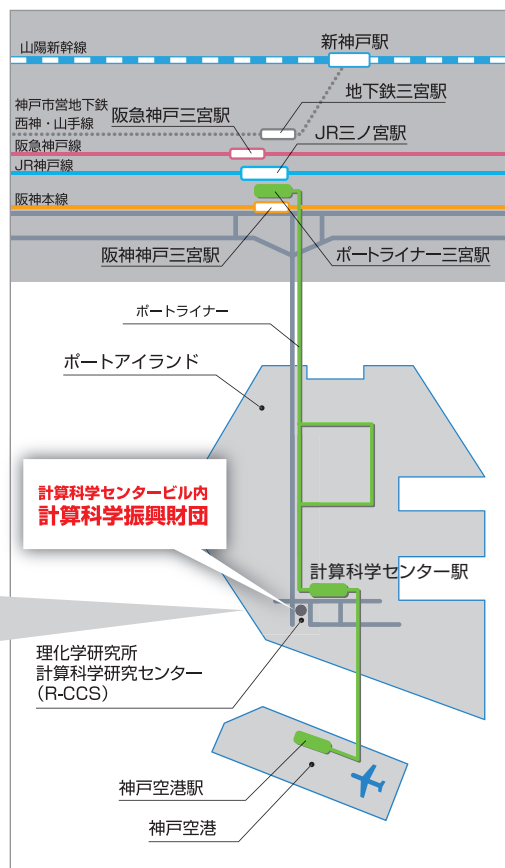 山陽新幹線
新神戸駅
神戸市営地下鉄
西神・山手線
地下鉄三宮駅
阪急神戸三宮駅
JR三ノ宮駅
阪急神戸線
JR神戸線
阪神本線
阪神神戸三宮駅
ポートライナー三宮駅
ポートライナー
ポートアイランド
計算科学センタービル内
計算科学振興財団
計算科学センター駅
理化学研究所
計算科学研究センター
(R-CCS)
神戸空港駅
神戸空港